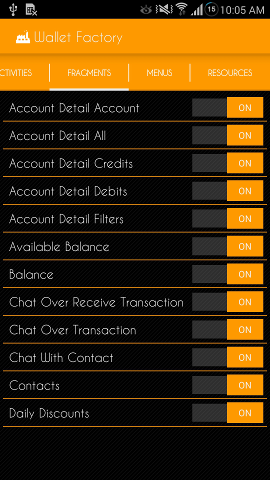 15 10:05 AM
Wallet Factory
CTIVITIES FRAGMENTS MENUS RESOURCES
Account Detail Account ON
Account Detail All ON
Account Detail Credits ON
Account Detail Debits ON
Account Detail Filters ON
Available Balance ON
Balance ON
Chat Over Receive Transaction ON
Chat Over Transaction ON
Chat With Contact ON
Contacts ON
Daily Discounts ON